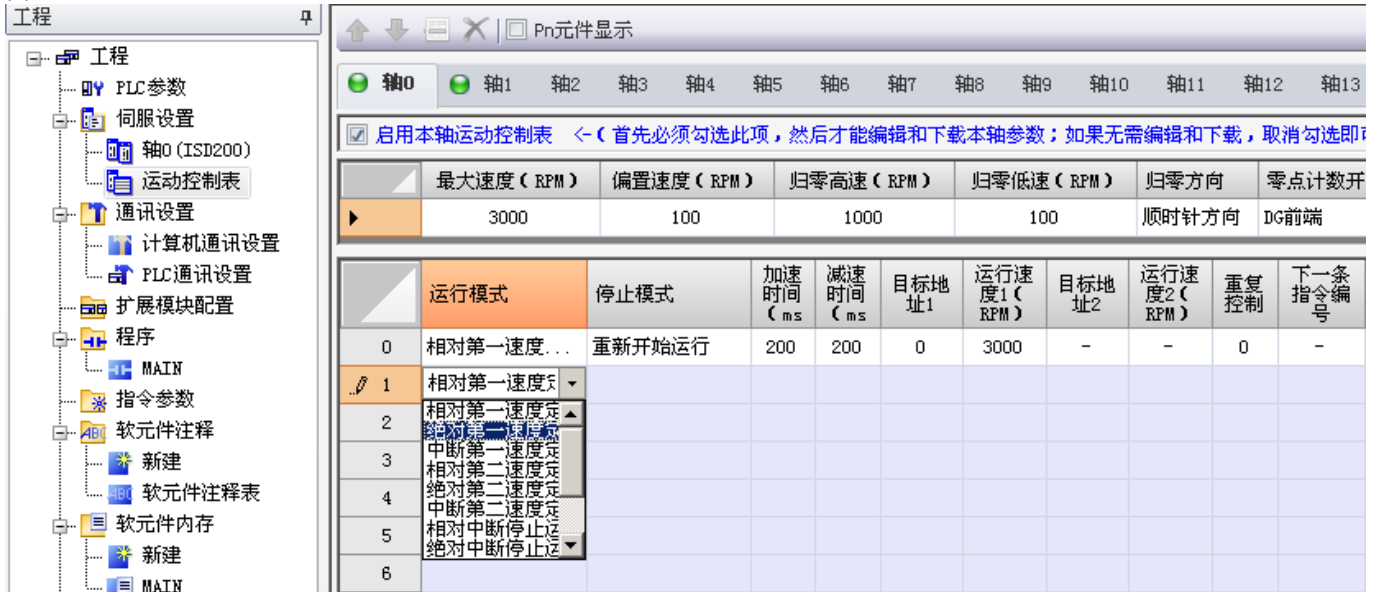 工程
Pn元件显示
工程
PLC参数
伺服设置
轴0(ISD200)
运动控制表
通讯设置
计算机通讯设置
PLC通讯设置
扩展模块配置
程序
MAIN
指令参数
软元件注释
新建
软元件注释表
软元件内存
新建
MAIN
轴0 轴1 轴2 轴3 轴4 轴5 轴6 轴7 轴8 轴9 轴10 轴11 轴12 轴13
启用本轴运动控制表 <-(首先必须勾选此项，然后才能编辑和下载本轴参数；如果无需编辑和下载，取消勾选即可
最大速度(RPM) 偏置速度(RPM) 归零高速(RPM) 归零低速(RPM) 归零方向 零点计数开
3000 100 1000 100 顺时针方向 DG前端
运行模式 停止模式 加速时间(ms 减速时间(ms 目标地址1 运行速度1(RPM) 目标地址2 运行速度2(RPM) 重复控制 下一条指令编号
0 相对第一速度... 重新开始运行 200 200 0 3000 - - 0 -
1 相对第一速度定
相对第一速度定
2 绝对第一速度定
中断第一速度定
3 相对第二速度定
4 绝对第二速度定
中断第二速度定
5 相对中断停止运
绝对中断停止运
6